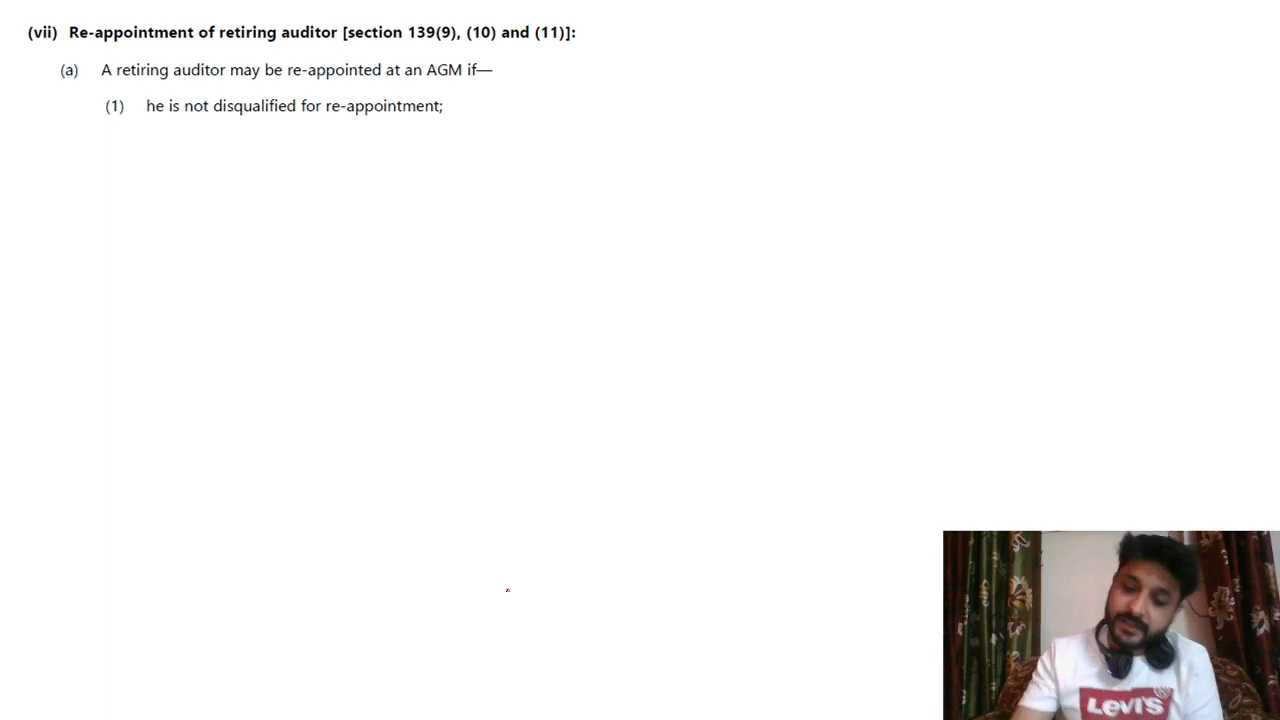 (vii) Re-appointment of retiring auditor [section 139(9), (10) and (11)]:
(a) A retiring auditor may be re-appointed at an AGM if—
(1) he is not disqualified for re-appointment;
Levi's